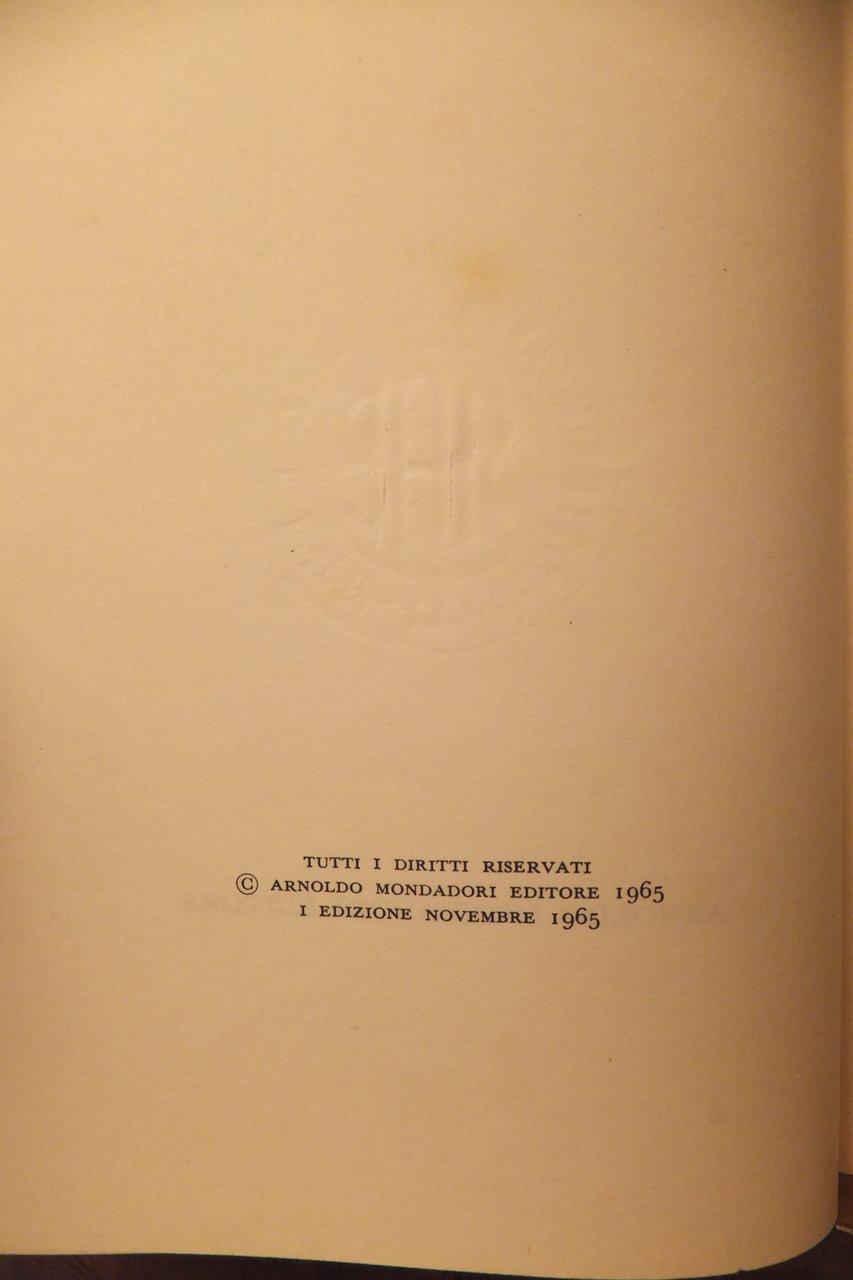 TUTTI I DIRITTI RISERVATI
© ARNOLDO MONDADORI EDITORE 1965
I EDIZIONE NOVEMBRE 1965